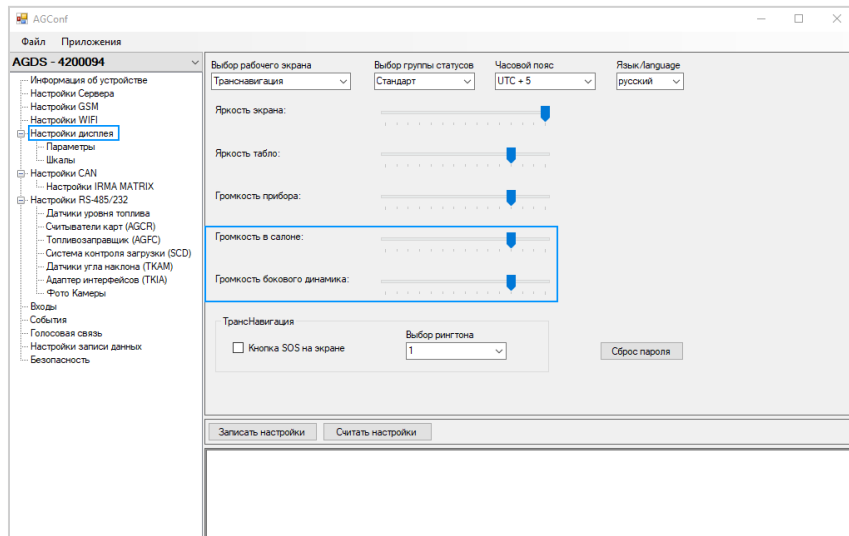 AGConf
Файл Приложения
AGDS - 4200094
Информация об устройстве
Настройки Сервера
Настройки GSM
Настройки WIFI
Настройки дисплея
Параметры
Шкалы
Настройки CAN
Настройки IRMA MATRIX
Настройки RS-485/232
Датчики уровня топлива
Считыватели карт (AGCR)
Топливозаправщик (AGFC)
Система контроля загрузки (SCD)
Датчики угла наклона (TKAM)
Адаптер интерфейсов (TKIA)
Фото Камеры
Входы
События
Голосовая связь
Настройки записи данных
Безопасность
Выбор рабочего экрана Выбор группы статусов Часовой пояс Язык/language
Транснавигация Стандарт UTC + 5 русский
Яркость экрана:
Яркость табло:
Громкость прибора:
Громкость в салоне:
Громкость бокового динамика:
ТрансНавигация
Выбор рингтона
Кнопка SOS на экране 1 Сброс пароля
Записать настройки Считать настройки